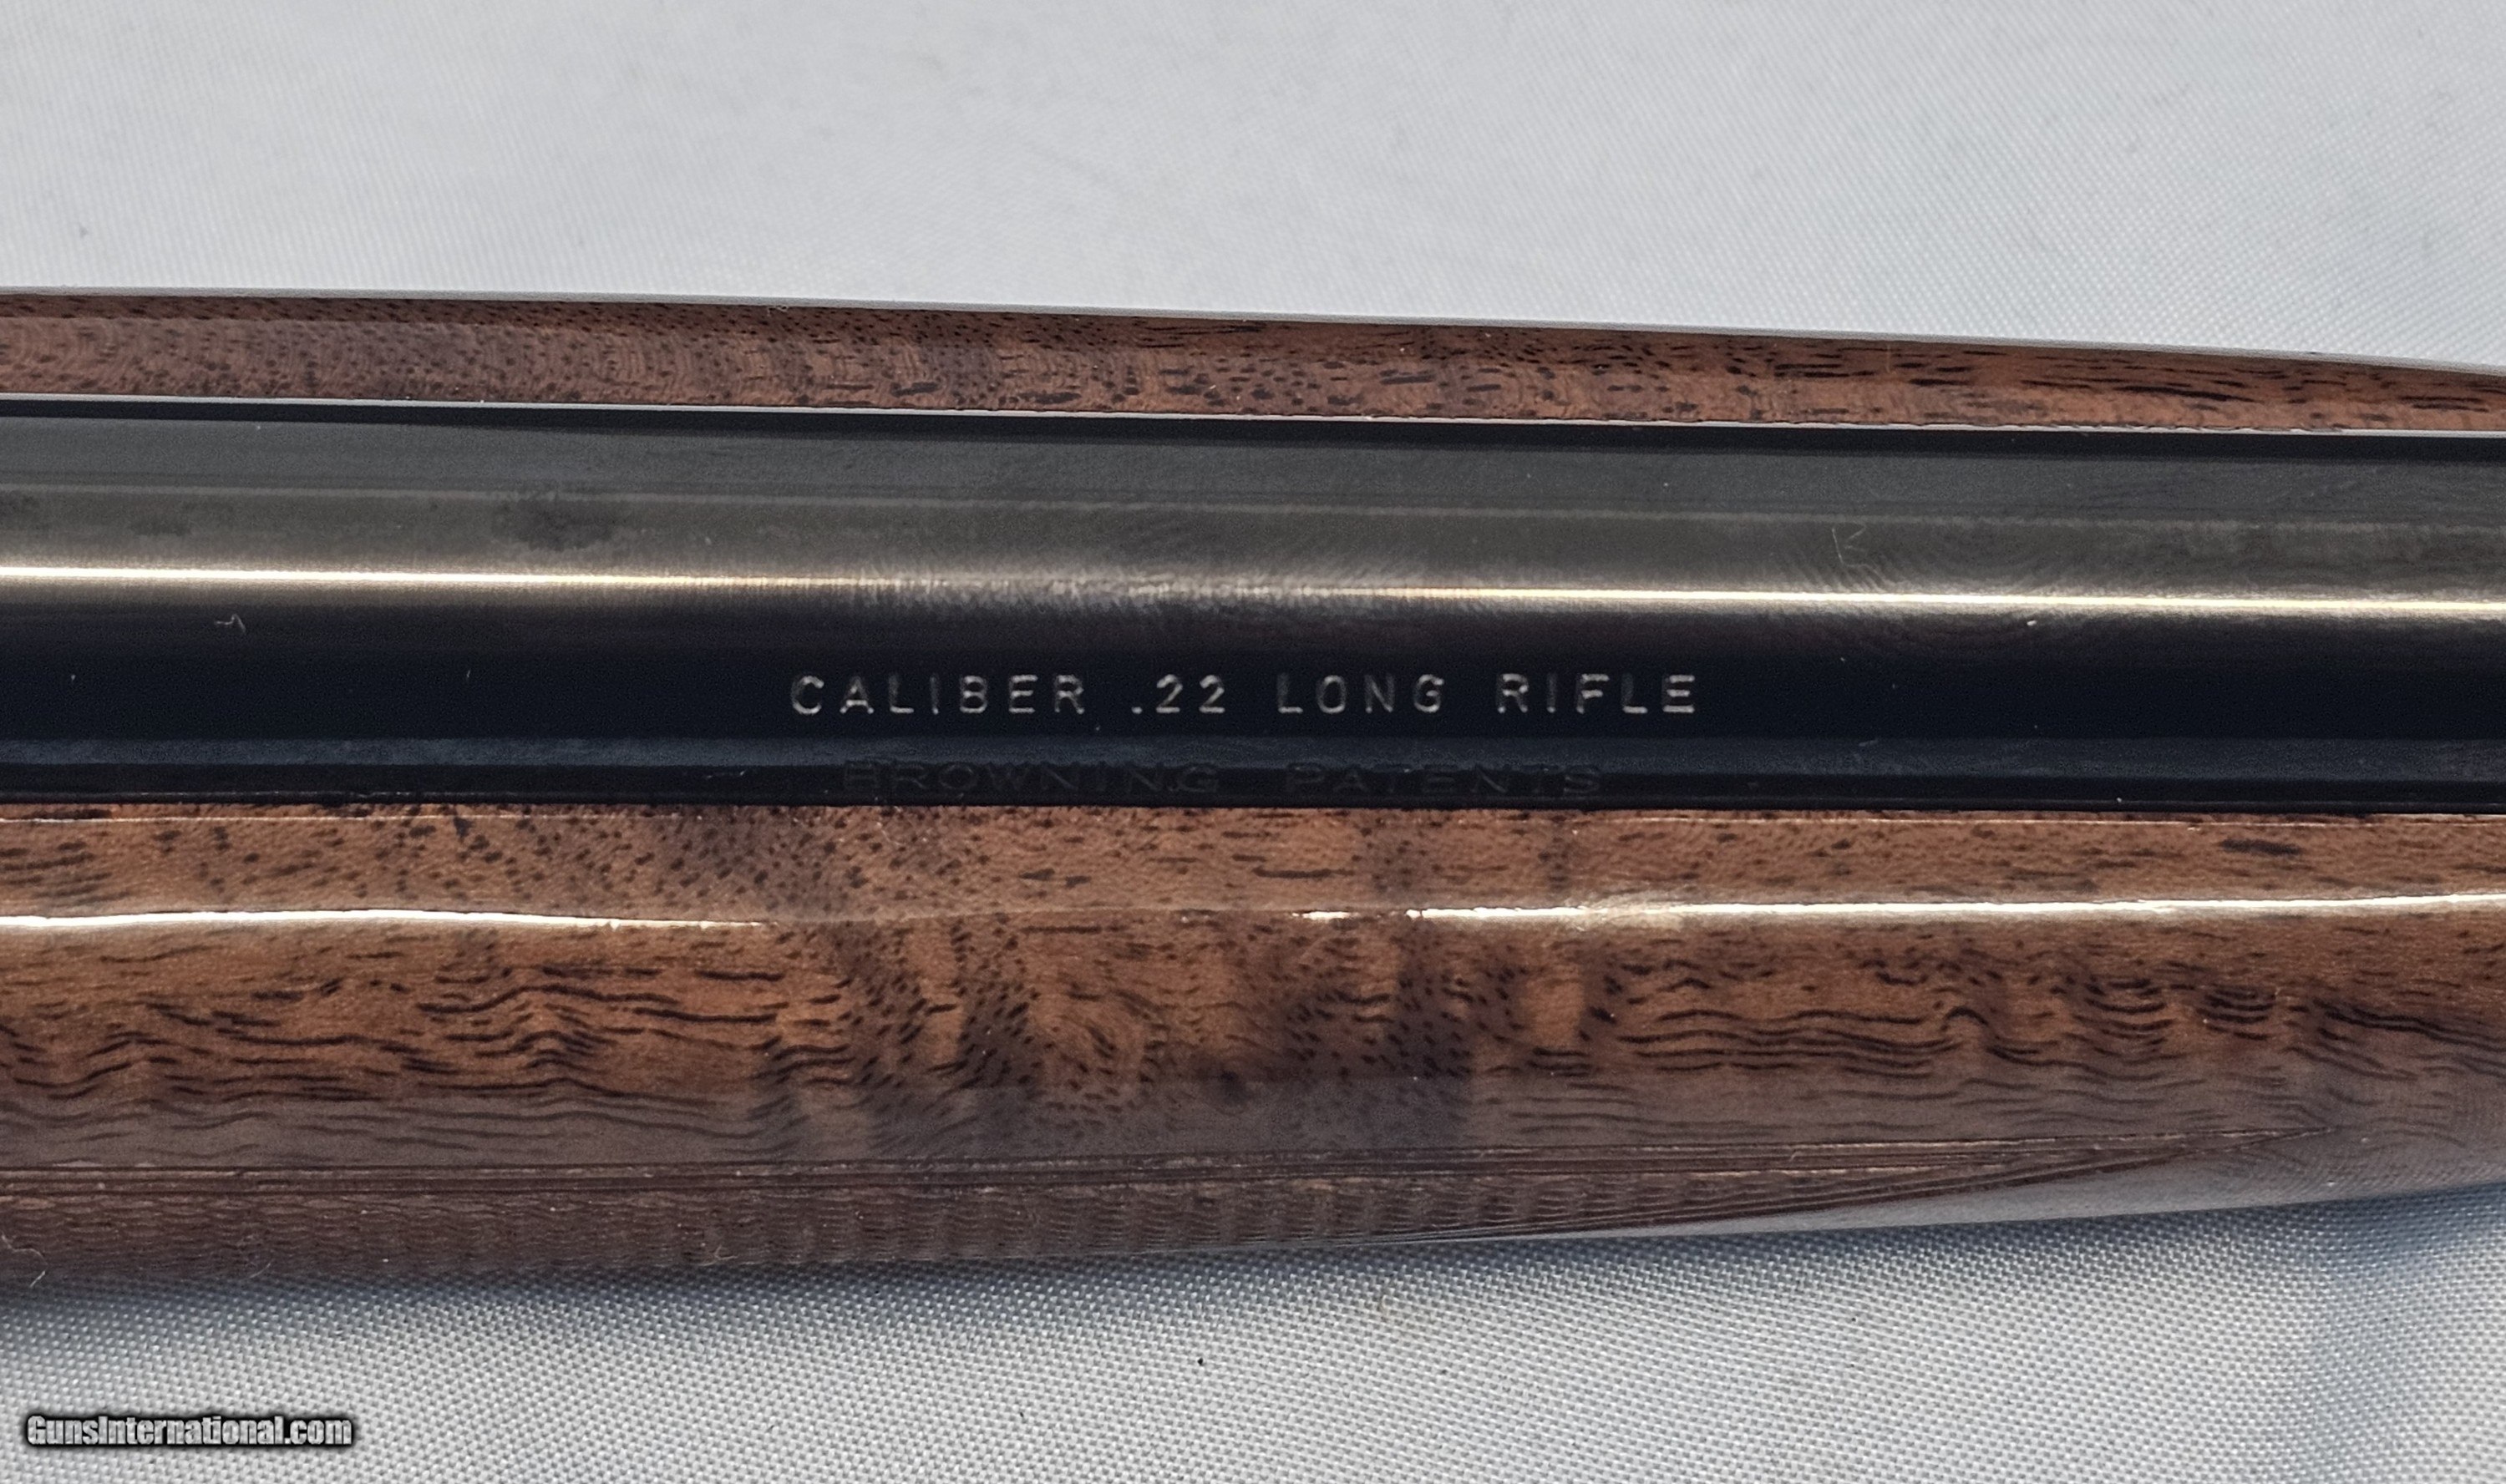 CALIBER .22 LONG RIFLE
BROWNING PATENTS
GunsInternational.com